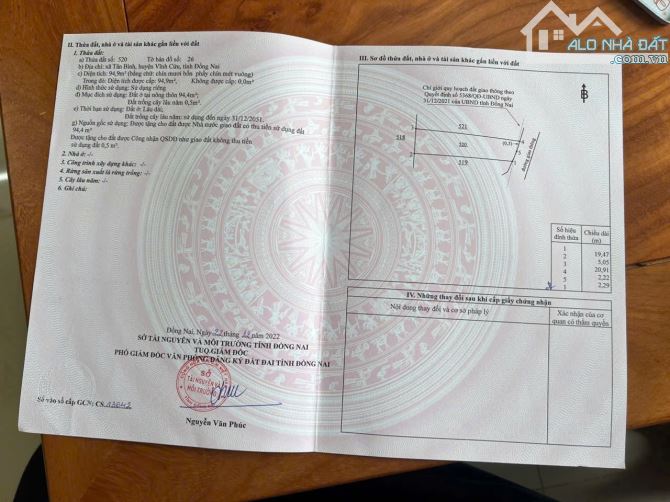 ALO NHÀ ĐẤT
II. Thửa đất, nhà ở và tài sản khác gắn liền với đất
1. Thửa đất:
a) Thửa đất số: 520 Tờ bản đồ số: 26
b) Địa chỉ: xã Tân Bình, huyện Vĩnh Cửu, tỉnh Đồng Nai
c) Diện tích: 94,9m² (bằng chữ: chín mươi bốn phẩy chín mét vuông)
Trong đó: Diện tích được cấp: 94,9m² Không được cấp: 0,0m²
d) Hình thức sử dụng: Sử dụng riêng
đ) Mục đích sử dụng: Đất ở tại nông thôn 94,4m²
Đất trồng cây lâu năm 0,5m²
e) Thời hạn sử dụng: Đất ở: Lâu dài;
Đất trồng cây lâu năm: sử dụng đến ngày 31/12/2051.
g) Nguồn gốc sử dụng: Được tặng cho đất được Nhà nước giao đất có thu tiền sử dụng đất
94,4 m²
Được tặng cho đất được Công nhận QSDĐ như giao đất không thu tiền
sử dụng đất 0,5 m²
2. Nhà ở: -/-
3. Công trình xây dựng khác: -/-
4. Rừng sản xuất là rừng trồng: -/-
5. Cây lâu năm: -/-
6. Ghi chú:
Đồng Nai, Ngày 22 tháng 12 năm 2022
SỞ TÀI NGUYÊN VÀ MÔI TRƯỜNG TỈNH ĐỒNG NAI
TUQ.GIÁM ĐỐC
PHÓ GIÁM ĐỐC VĂN PHÒNG ĐĂNG KÝ ĐẤT ĐAI TỈNH ĐỒNG NAI
SỞ
TÀI NGUYÊN VÀ
MÔI TRƯỜNG
Số vào sổ cấp GCN: CS
Nguyễn Văn Phúc
III. Sơ đồ thửa đất, nhà ở và tài sản khác gắn liền với đất
Chỉ giới quy hoạch đất giao thông theo
Quyết định số 5368/QĐ-UBND ngày
31/12/2021 của UBND tỉnh Đồng Nai
B
521
518
520
(0,5)
519
đường gom đông
Số hiệu
đỉnh thửa
Chiều dài
(m)
1
2 19,47
3 5,05
4 20,91
5 2,22
1 2,29
IV. Những thay đổi sau khi cấp giấy chứng nhận
Nội dung thay đổi và cơ sở pháp lý
Xác nhận của cơ
quan có thẩm quyền